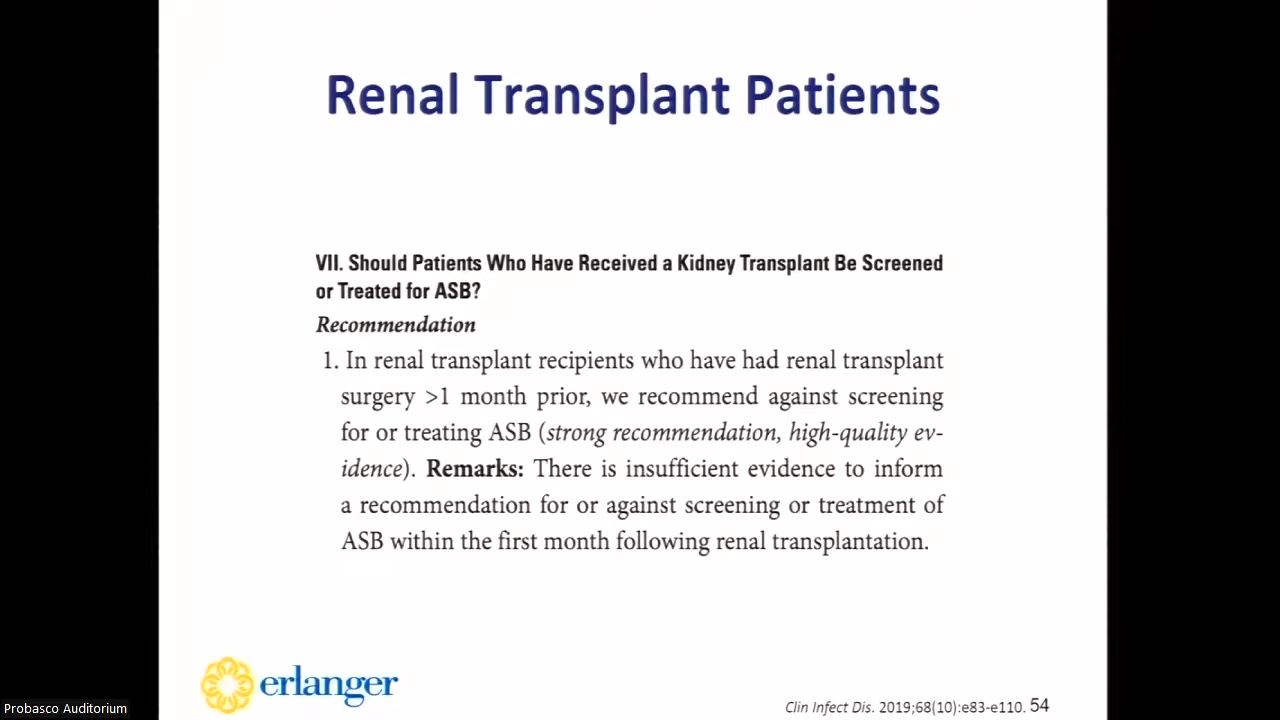 Renal Transplant Patients
VII. Should Patients Who Have Received a Kidney Transplant Be Screened
or Treated for ASB?
Recommendation
1. In renal transplant recipients who have had renal transplant
surgery >1 month prior, we recommend against screening
for or treating ASB (strong recommendation, high-quality ev-
idence). Remarks: There is insufficient evidence to inform
a recommendation for or against screening or treatment of
ASB within the first month following renal transplantation.
erlanger
Probasco Auditorium
Clin Infect Dis. 2019;68(10):e83-e110. 54